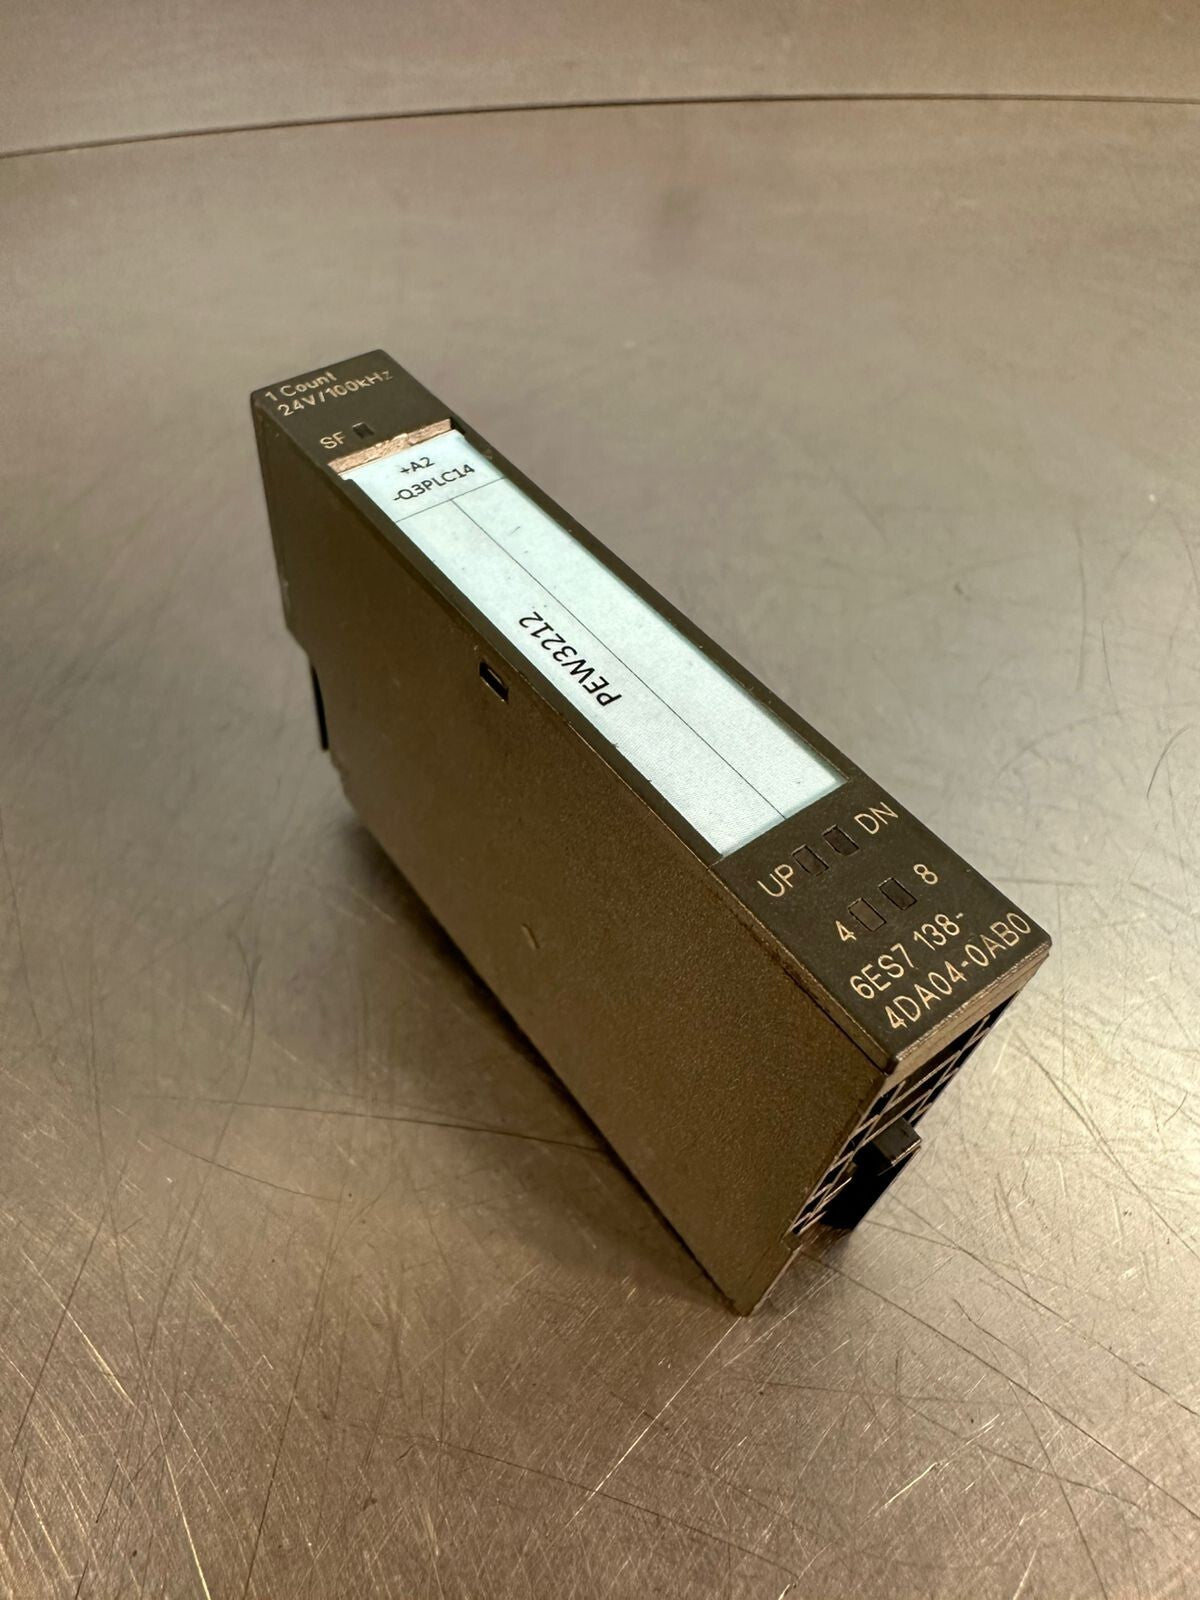 1 Count
24V/100kHz
SF
+A2
-Q3PLC14
PEW3212
UP DN
4 8
6ES7 138-
4DA04-0AB0